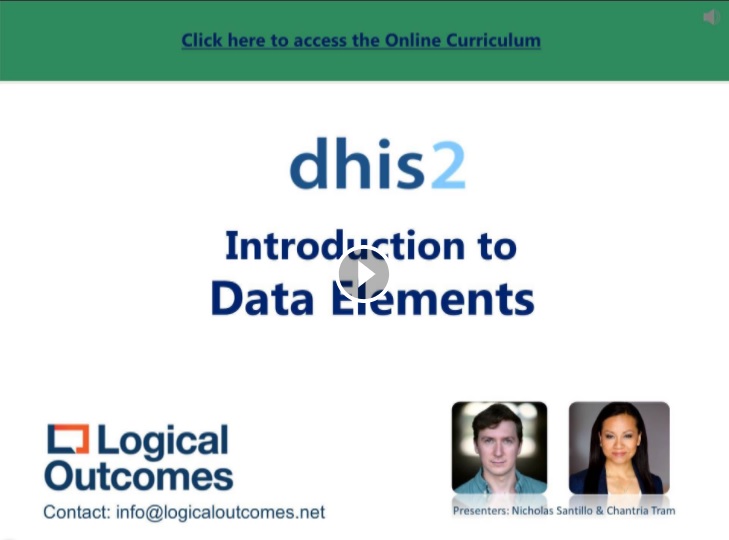 Click here to access the Online Curriculum
dhis2
Introduction to
Data Elements
Logical
Outcomes
Contact: info@logicaloutcomes.net
Presenters: Nicholas Santillo & Chantria Tram